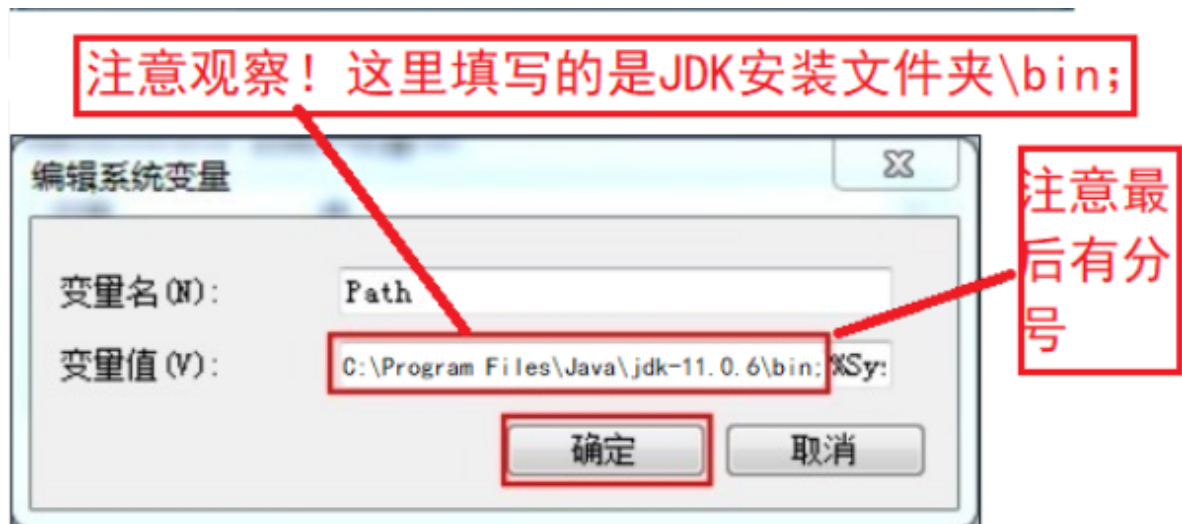 注意观察！这里填写的是JDK安装文件夹\bin;
编辑系统变量
注意最
后有分
号
变量名(N):
Path
变量值(V):
C:\Program Files\Java\jdk-11.0.6\bin;%Sy
确定
取消